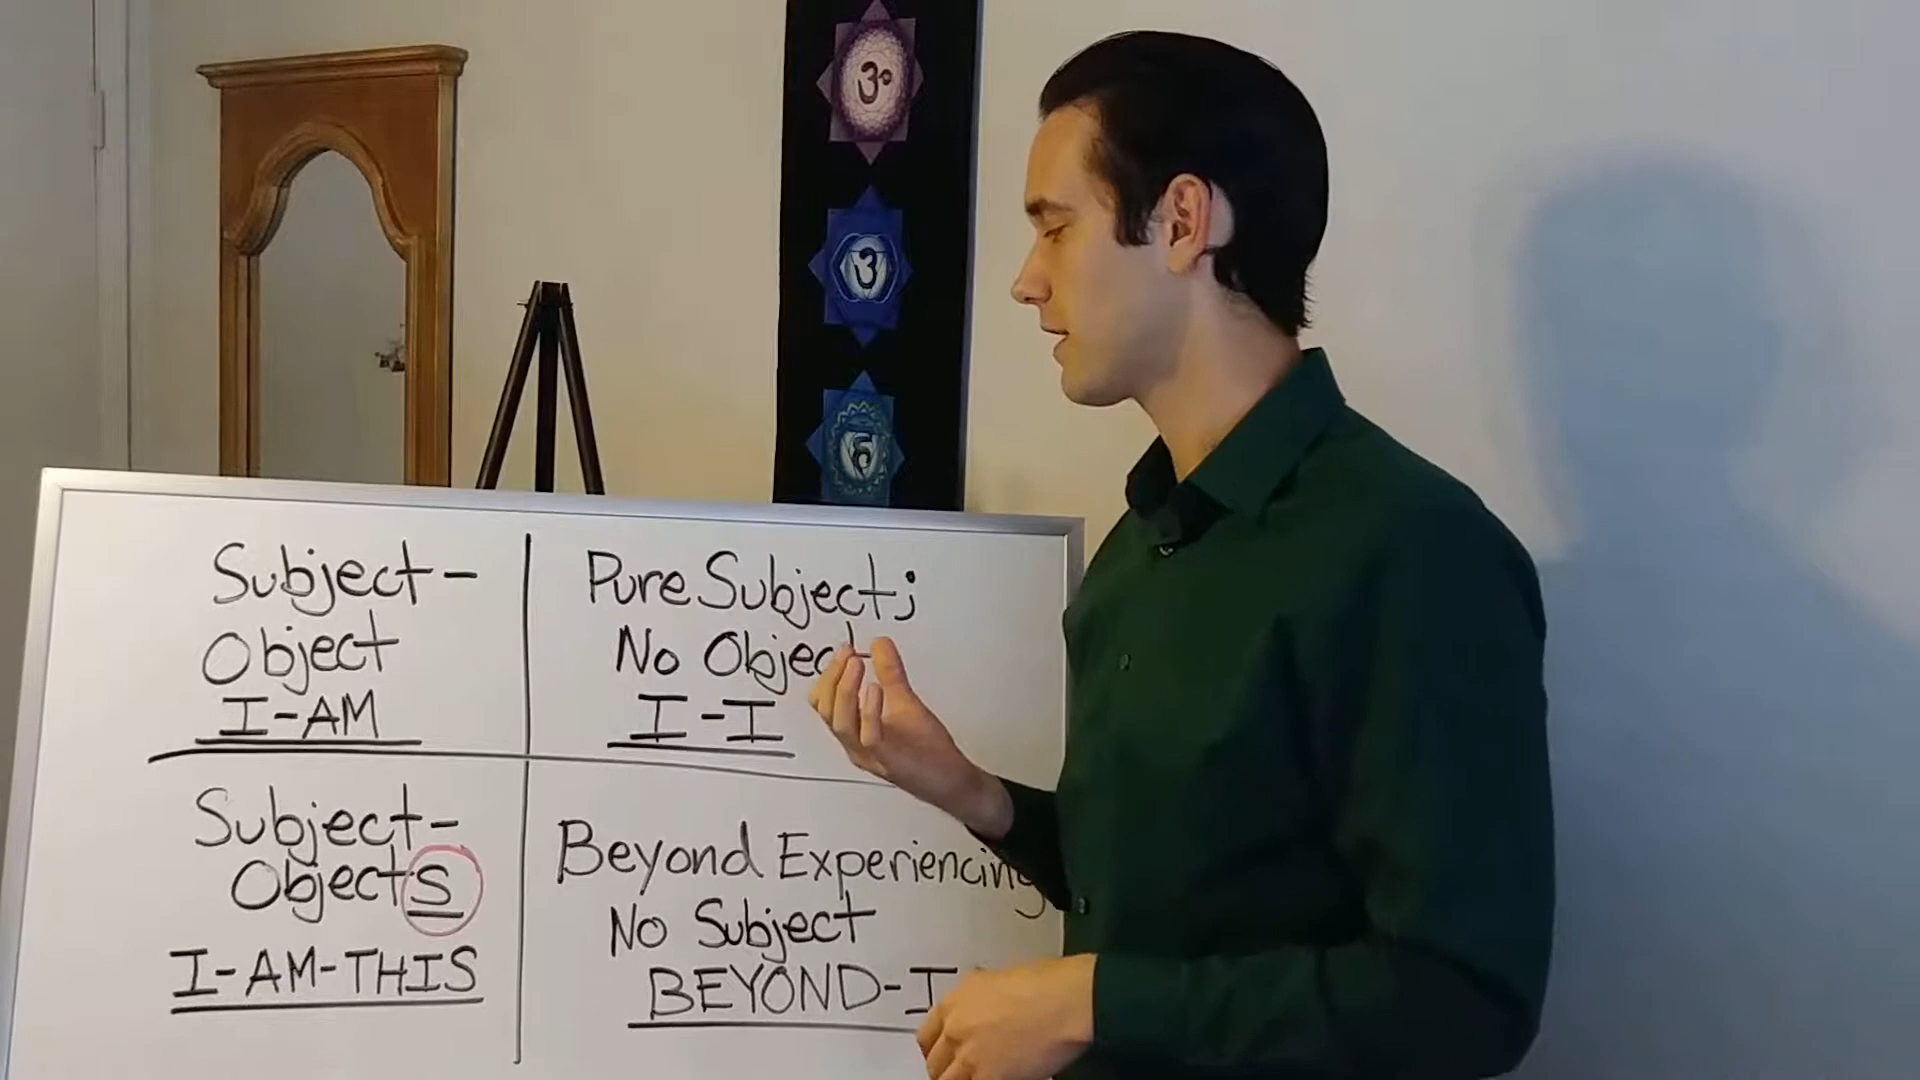 ॐ
Subject-
Object
I-AM
Pure Subject;
No Object
I-I
Subject-
Objects
I-AM-THIS
Beyond Experiencing
No Subject
BEYOND-I